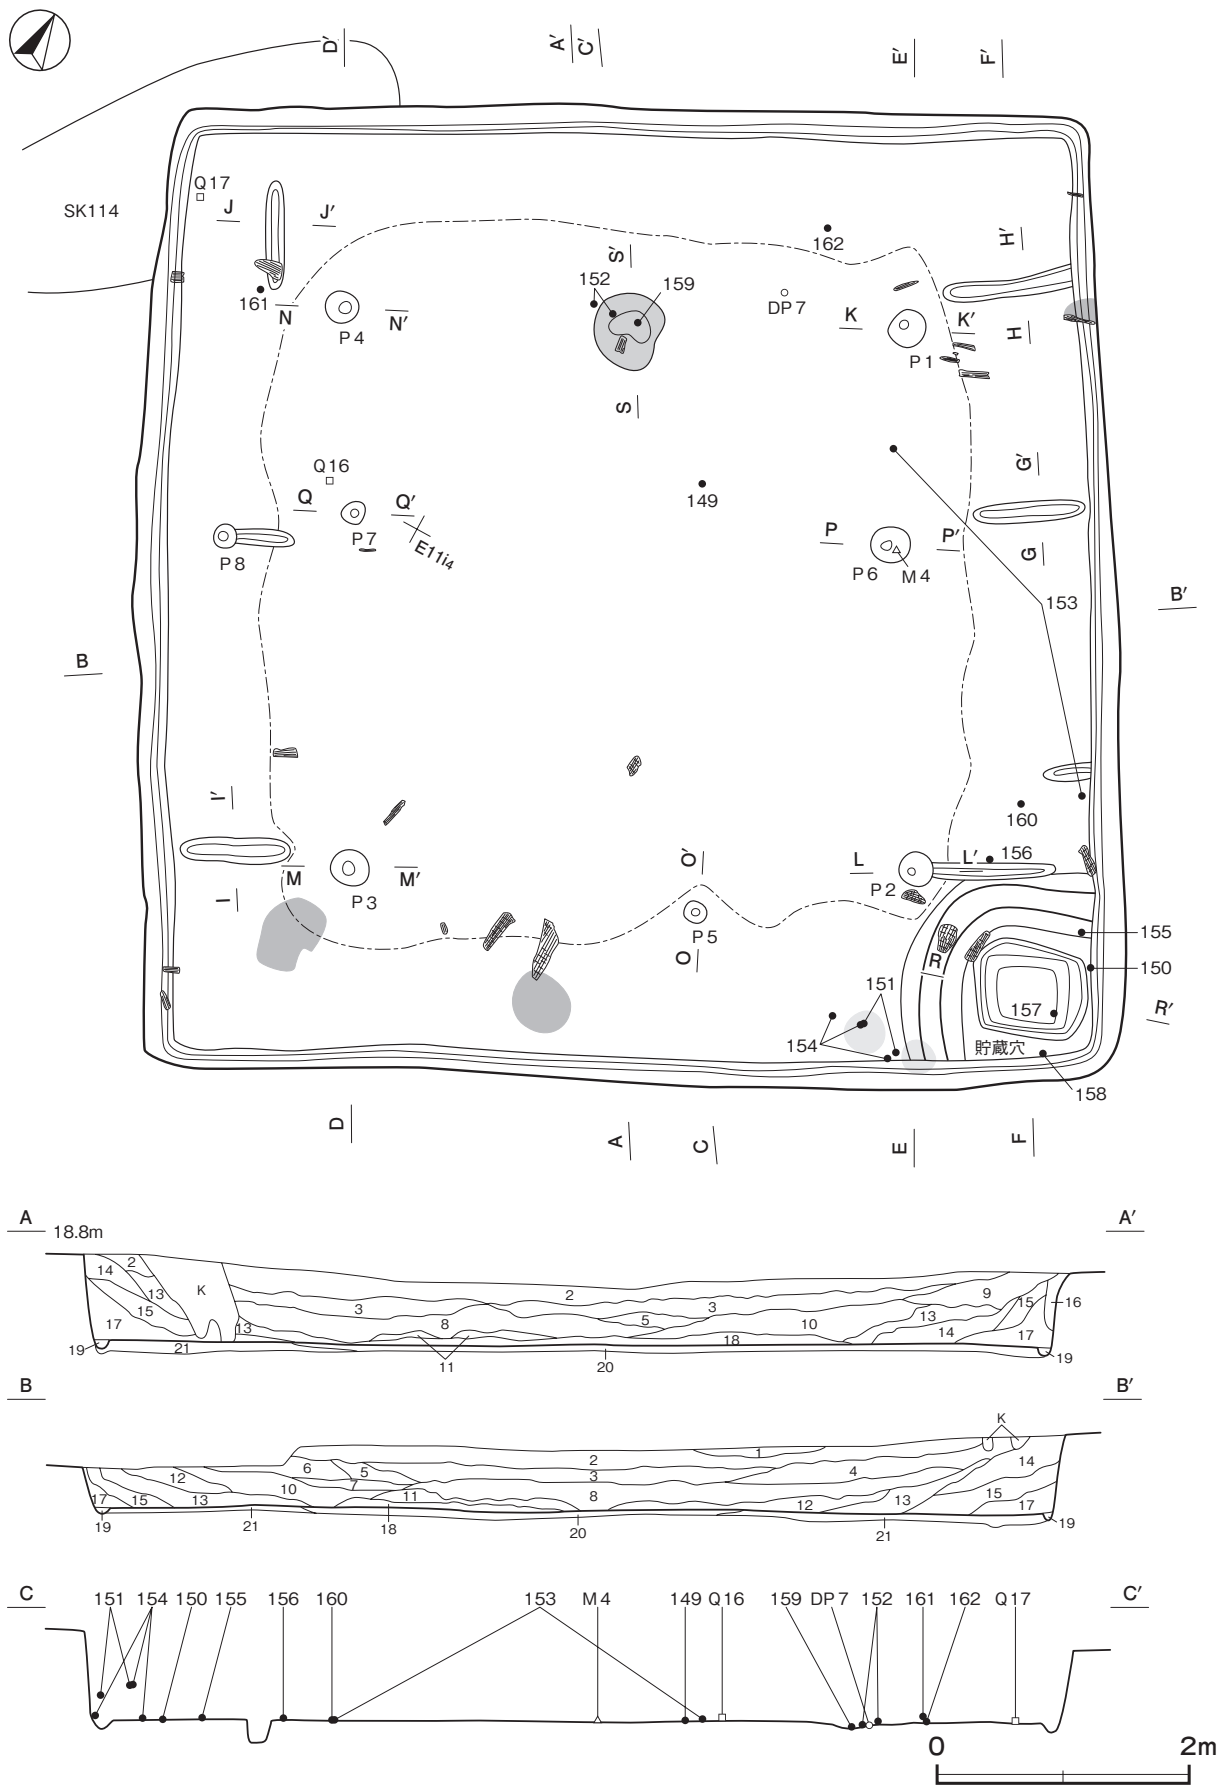 D′ A′ C′ E′ F′
Q17
SK114
J J′
S′
162
H′
152 159
161
DP7
N N′
P4
K K′
H
P1
S
Q16
149
G′
Q Q′
P7
E11i4
P8
P P′
G
P6 M4
153
B′
B
I′
160
O′
L L′ 156
P2
M M′
P3
I
P5
O
155
R
150
151
157
R′
154
貯蔵穴
158
D A C E F
A 18.8m A′
2
14
13
K
15
17
13
2
9
3
3
8
5
10
13
15
16
14
17
18
19
21
11
20
19
B B′
K
1
2
6
5
4
14
12
3
7
10
11
8
12
13
15
17
17
15
13
19
21
18
20
21
19
C C′
151 154 150 155 156 160 153 M4 149 Q16 159 DP7 152 161 162 Q17
0 2m